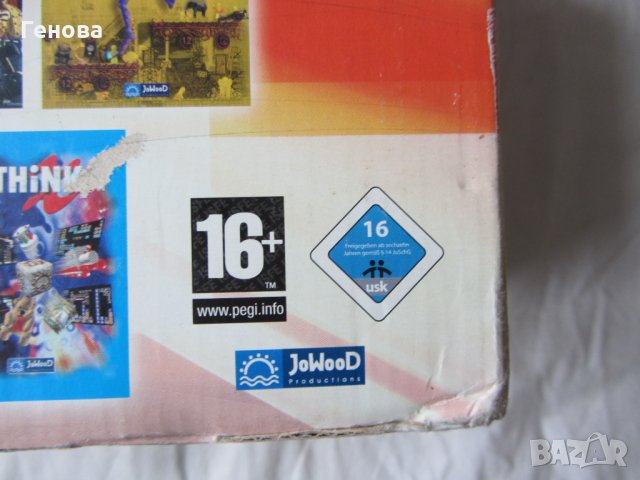 Генова
JoWooD
THiNK
16+
TM
www.pegi.info
16
Freigegeben ab sechzehn
Jahren gemäß § 14 JuSchG
usk
JoWooD
JoWooD
Productions
BAZAR